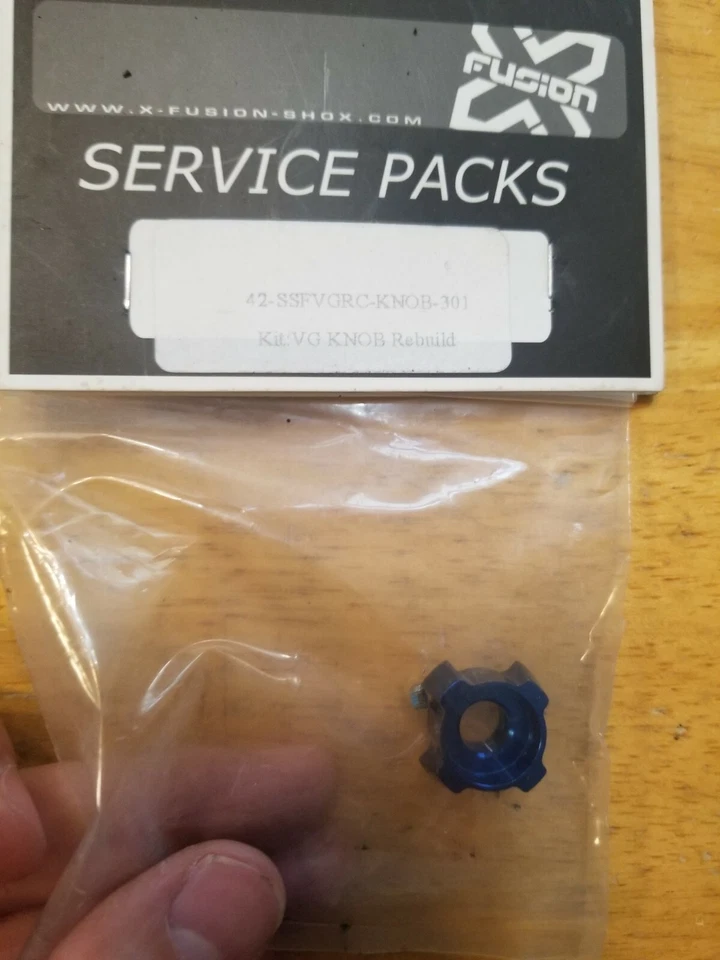 X FUSION
WWW.X-FUSION-SHOX.COM
SERVICE PACKS
42-SSFVGRC-KNOB-301
Kit:VG KNOB Rebuild